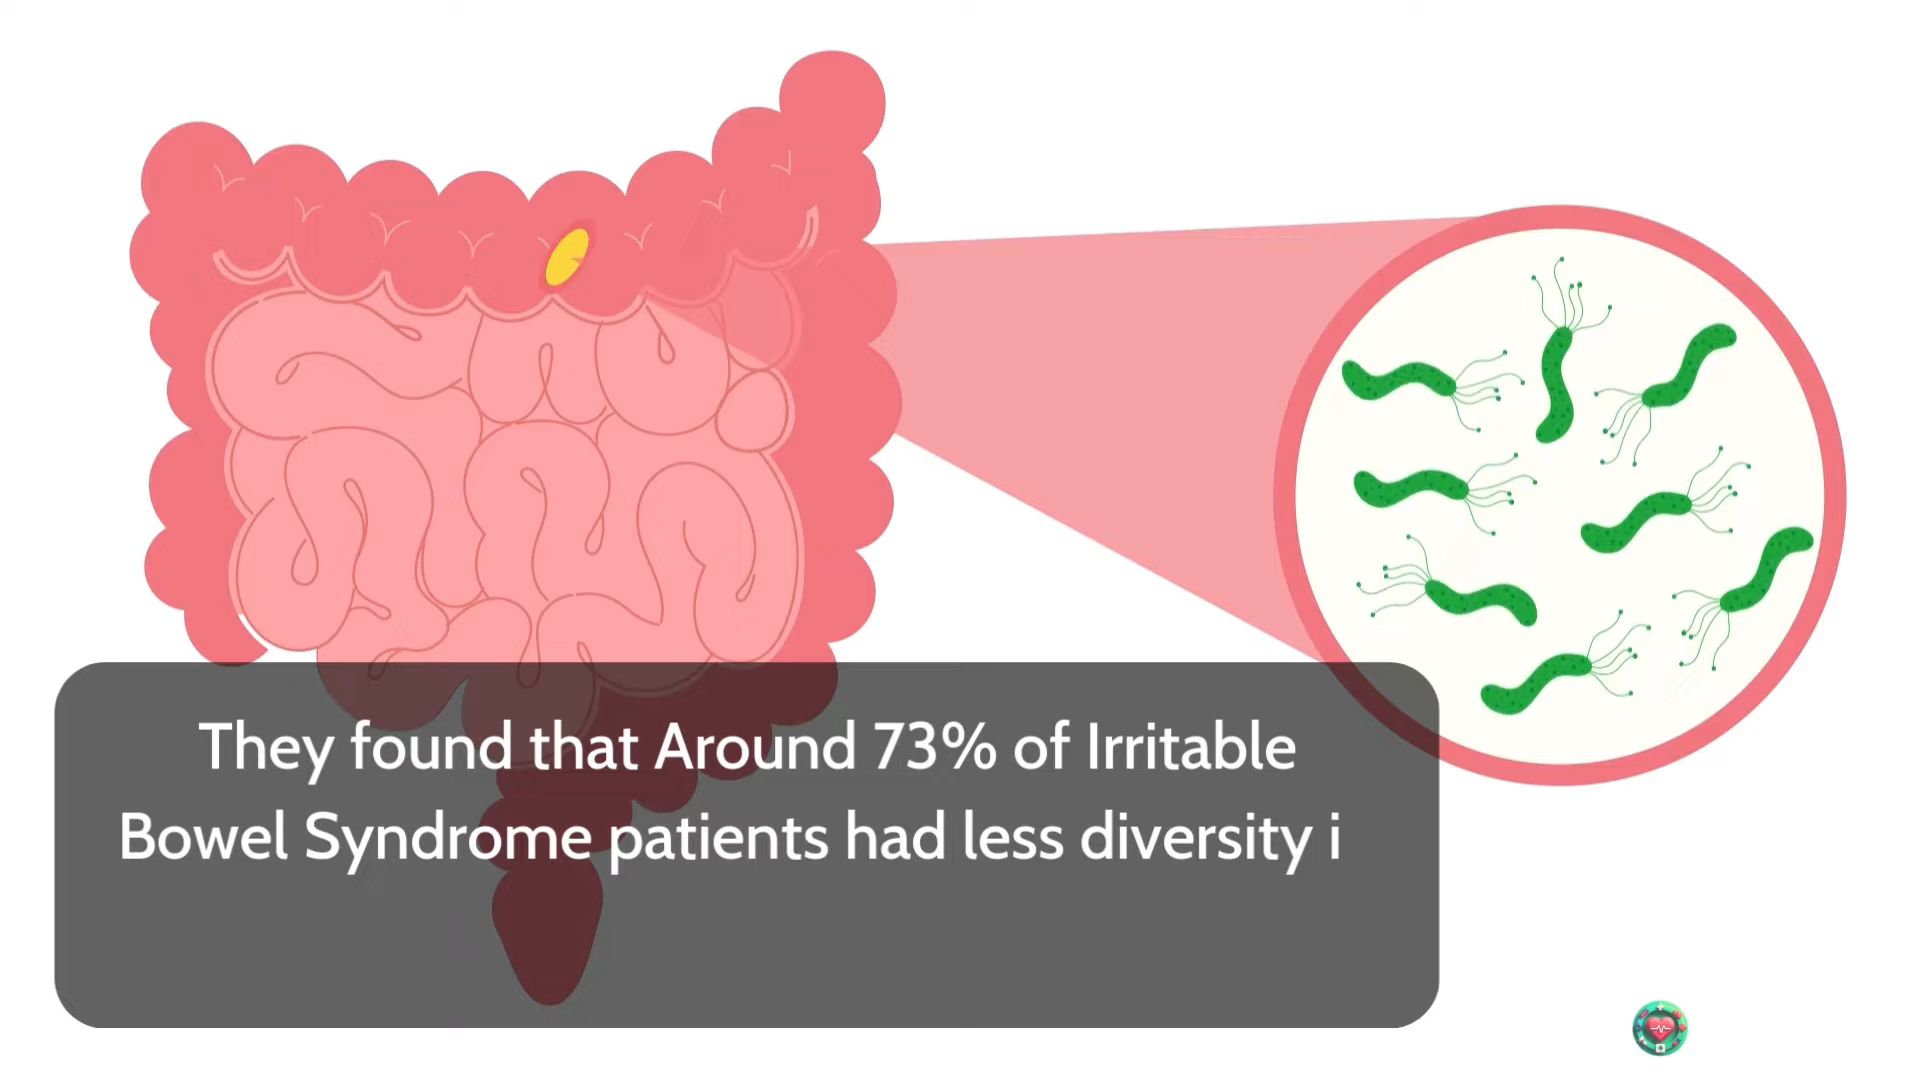 They found that Around 73% of Irritable
Bowel Syndrome patients had less diversity i